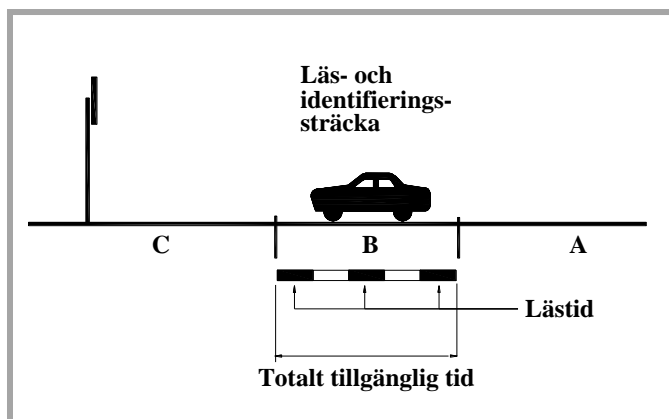 Läs- och
identifierings-
sträcka
C
B
A
Lästid
Totalt tillgänglig tid